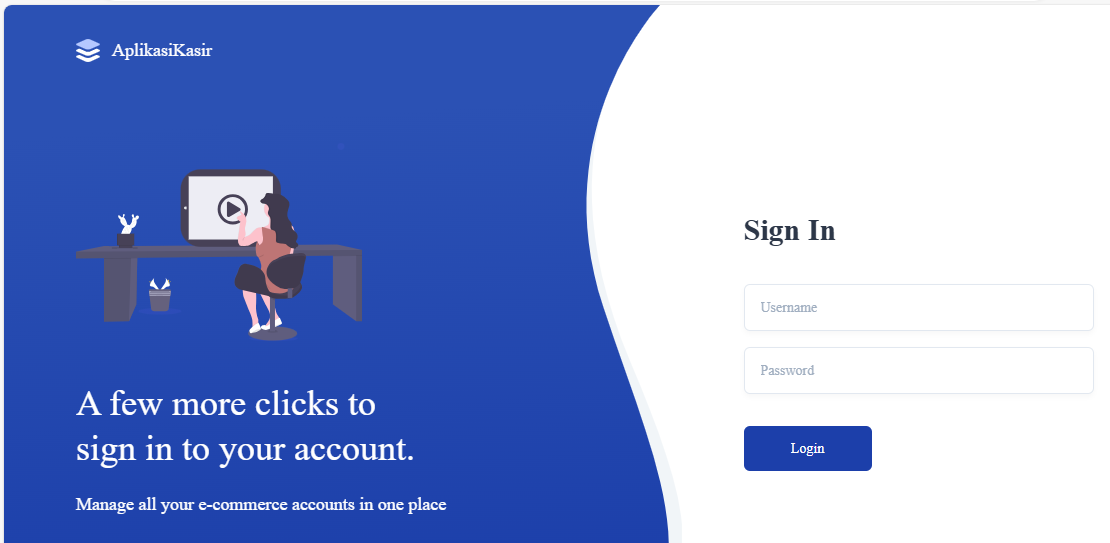 AplikasiKasir
A few more clicks to
sign in to your account.
Manage all your e-commerce accounts in one place
Sign In
Username
Password
Login